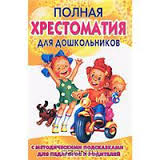 ПОЛНАЯ
ХРЕСТОМАТИЯ
ДЛЯ ДОШКОЛЬНИКОВ
С МЕТОДИЧЕСКИМИ ПОДСКАЗКАМИ
ДЛЯ ПЕДАГОГОВ И РОДИТЕЛЕЙ